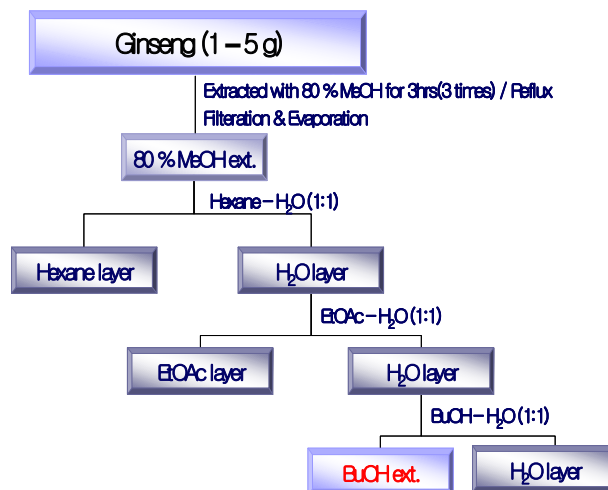 Ginseng (1 – 5 g)
Extracted with 80 % MeOH for 3hrs(3 times) / Reflux
Filteration & Evaporation
80 % MeOH ext.
Hexane – H₂O (1:1)
Hexane layer
H₂O layer
EtOAc – H₂O (1:1)
EtOAc layer
H₂O layer
BuOH – H₂O (1:1)
BuOH ext.
H₂O layer